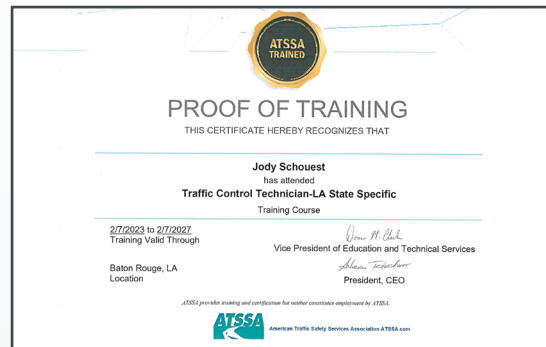 ATSSA
TRAINED
PROOF OF TRAINING
THIS CERTIFICATE HEREBY RECOGNIZES THAT
Jody Schouest
has attended
Traffic Control Technician-LA State Specific
Training Course
2/7/2023 to 2/7/2027
Training Valid Through
Vice President of Education and Technical Services
Baton Rouge, LA
Location
President, CEO
ATSSA provides training and certification but neither constitutes employment by ATSSA.
ATSSA
American Traffic Safety Services Association ATSSA.com